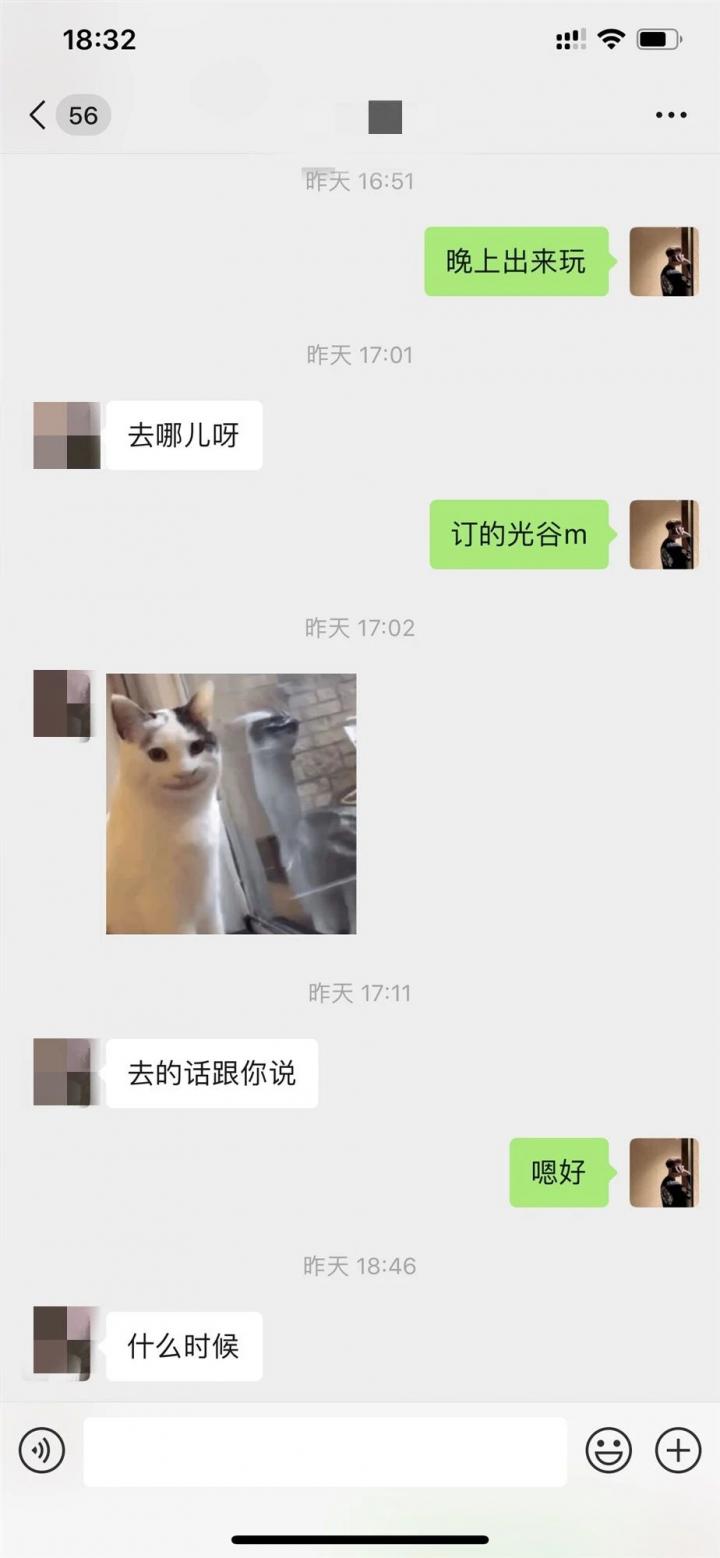 18:32
56
昨天 16:51
晚上出来玩
昨天 17:01
去哪儿呀
订的光谷m
昨天 17:02
昨天 17:11
去的话跟你说
嗯好
昨天 18:46
什么时候